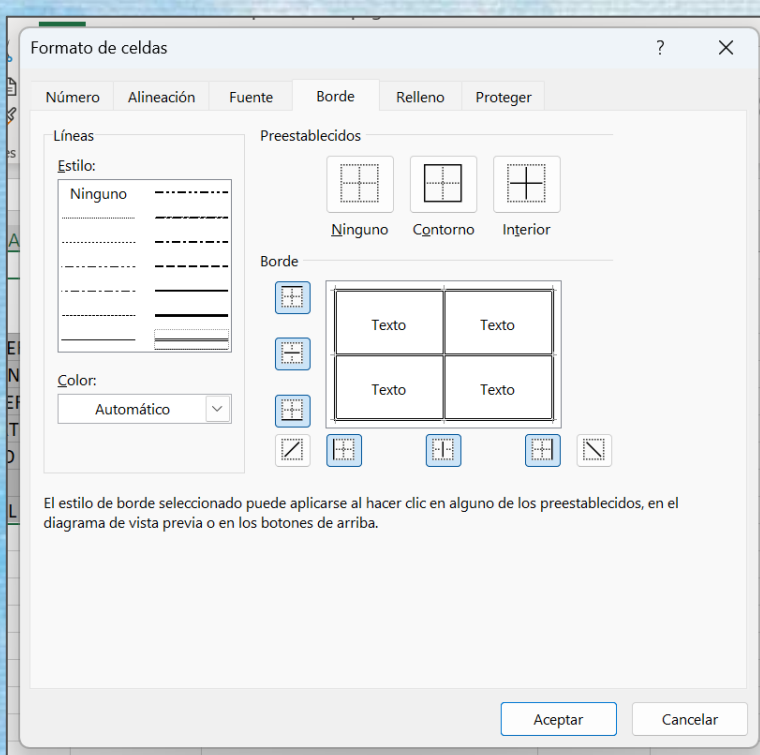 Formato de celdas
?
Número Alineación Fuente Borde Relleno Proteger
Líneas
Estilo:
Ninguno
Color:
Automático
Preestablecidos
Ninguno Contorno Interior
Borde
Texto Texto
Texto Texto
El estilo de borde seleccionado puede aplicarse al hacer clic en alguno de los preestablecidos, en el
diagrama de vista previa o en los botones de arriba.
Aceptar Cancelar